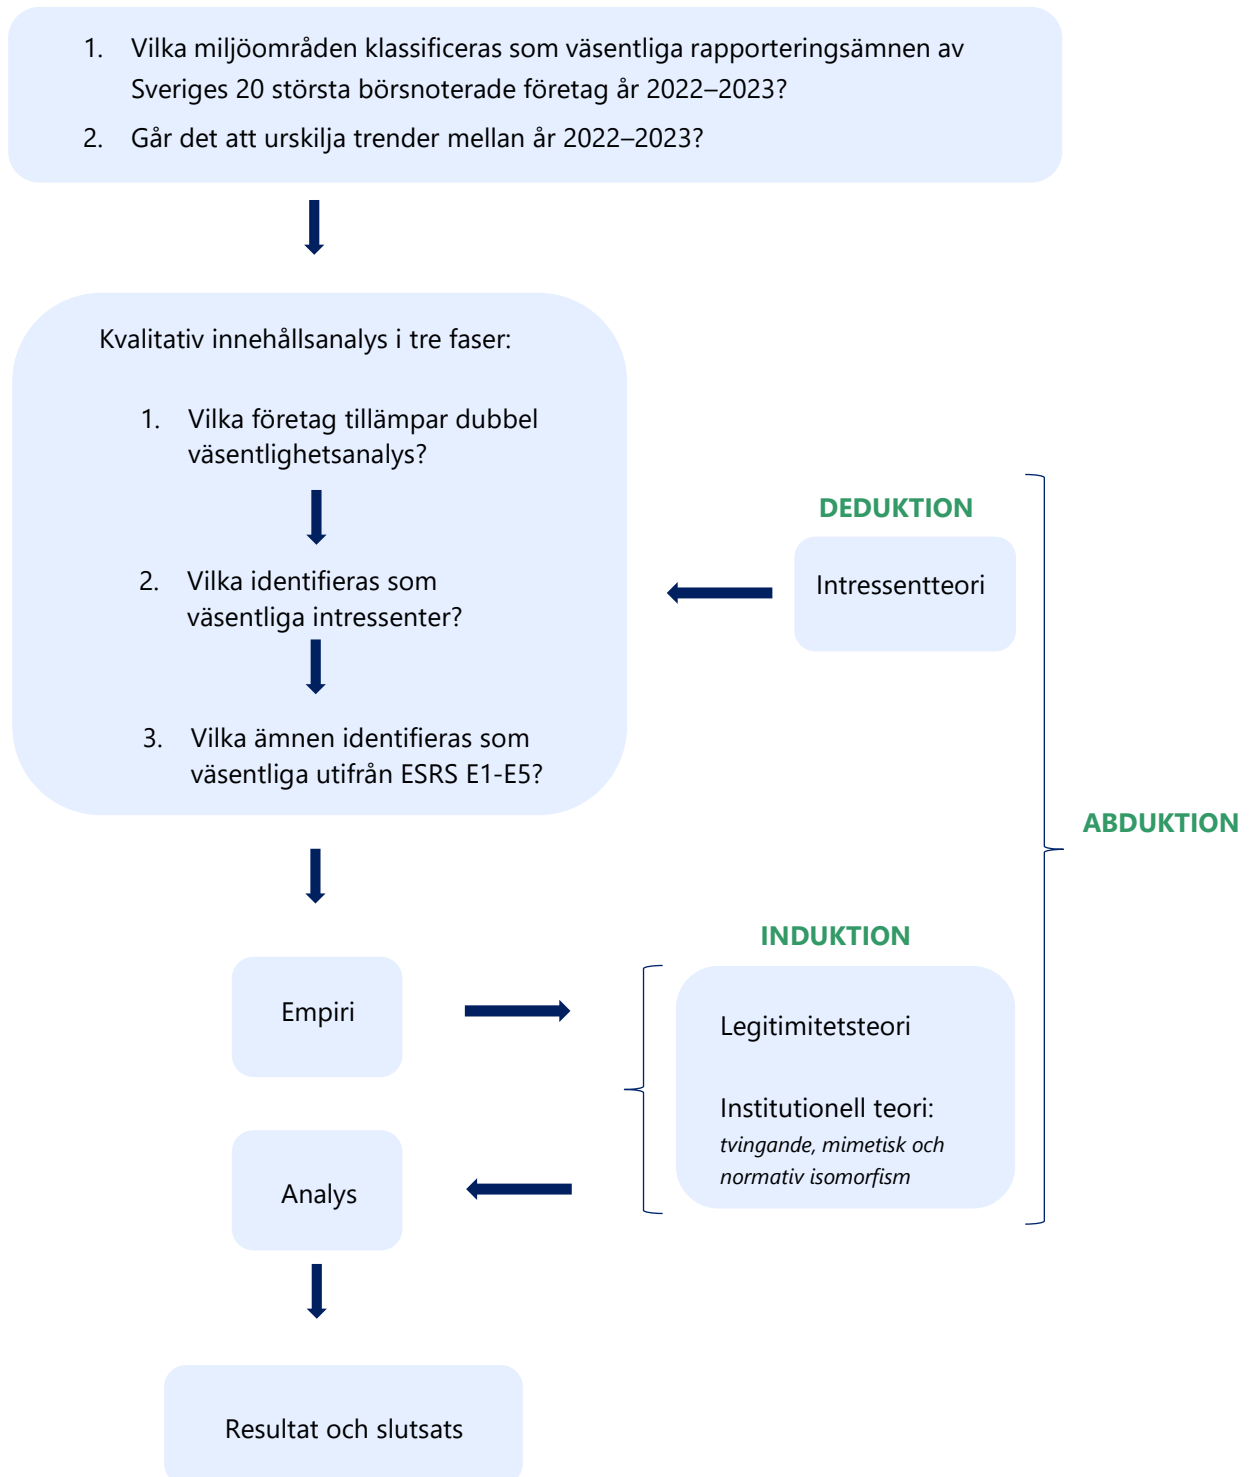 1. Vilka miljöområden klassificeras som väsentliga rapporteringsämnen av
Sveriges 20 största börsnoterade företag år 2022–2023?
2. Går det att urskilja trender mellan år 2022–2023?
Kvalitativ innehållsanalys i tre faser:
1. Vilka företag tillämpar dubbel
väsentlighetsanalys?
2. Vilka identifieras som
väsentliga intressenter?
3. Vilka ämnen identifieras som
väsentliga utifrån ESRS E1-E5?
DEDUKTION
Intressentteori
ABDUKTION
INDUKTION
Empiri
Legitimitetsteori
Institutionell teori:
tvingande, mimetisk och
normativ isomorfism
Analys
Resultat och slutsats